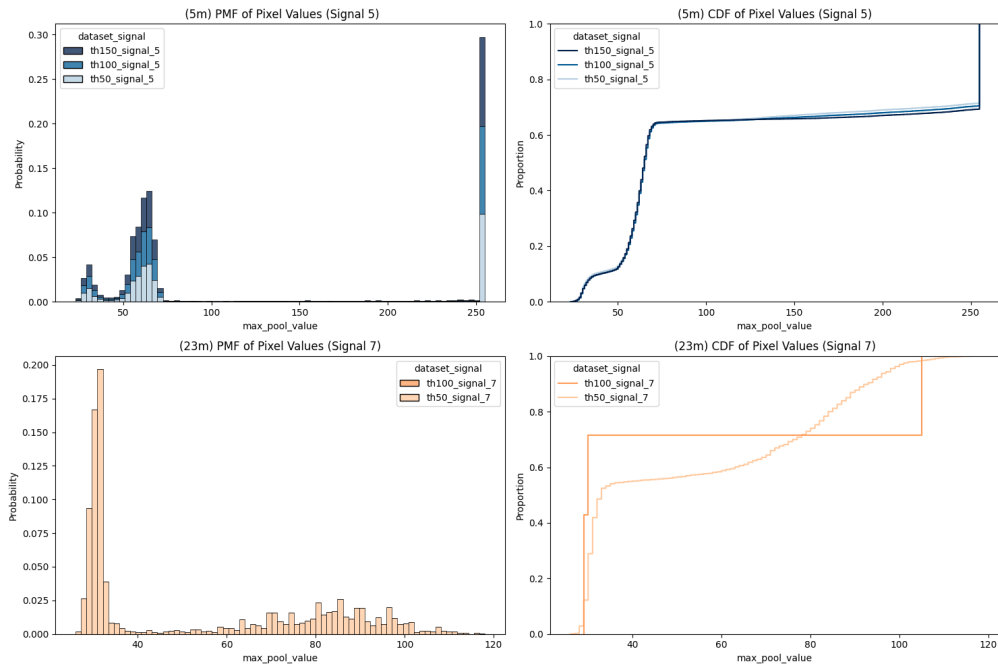 (5m) PMF of Pixel Values (Signal 5)
dataset_signal
th150_signal_5
th100_signal_5
th50_signal_5
Probability
0.30
0.25
0.20
0.15
0.10
0.05
0.00
50 100 150 200 250
max_pool_value
(5m) CDF of Pixel Values (Signal 5)
dataset_signal
th150_signal_5
th100_signal_5
th50_signal_5
Proportion
1.0
0.8
0.6
0.4
0.2
0.0
50 100 150 200 250
max_pool_value
(23m) PMF of Pixel Values (Signal 7)
dataset_signal
th100_signal_7
th50_signal_7
Probability
0.200
0.175
0.150
0.125
0.100
0.075
0.050
0.025
0.000
40 60 80 100 120
max_pool_value
(23m) CDF of Pixel Values (Signal 7)
dataset_signal
th100_signal_7
th50_signal_7
Proportion
1.0
0.8
0.6
0.4
0.2
0.0
40 60 80 100 120
max_pool_value